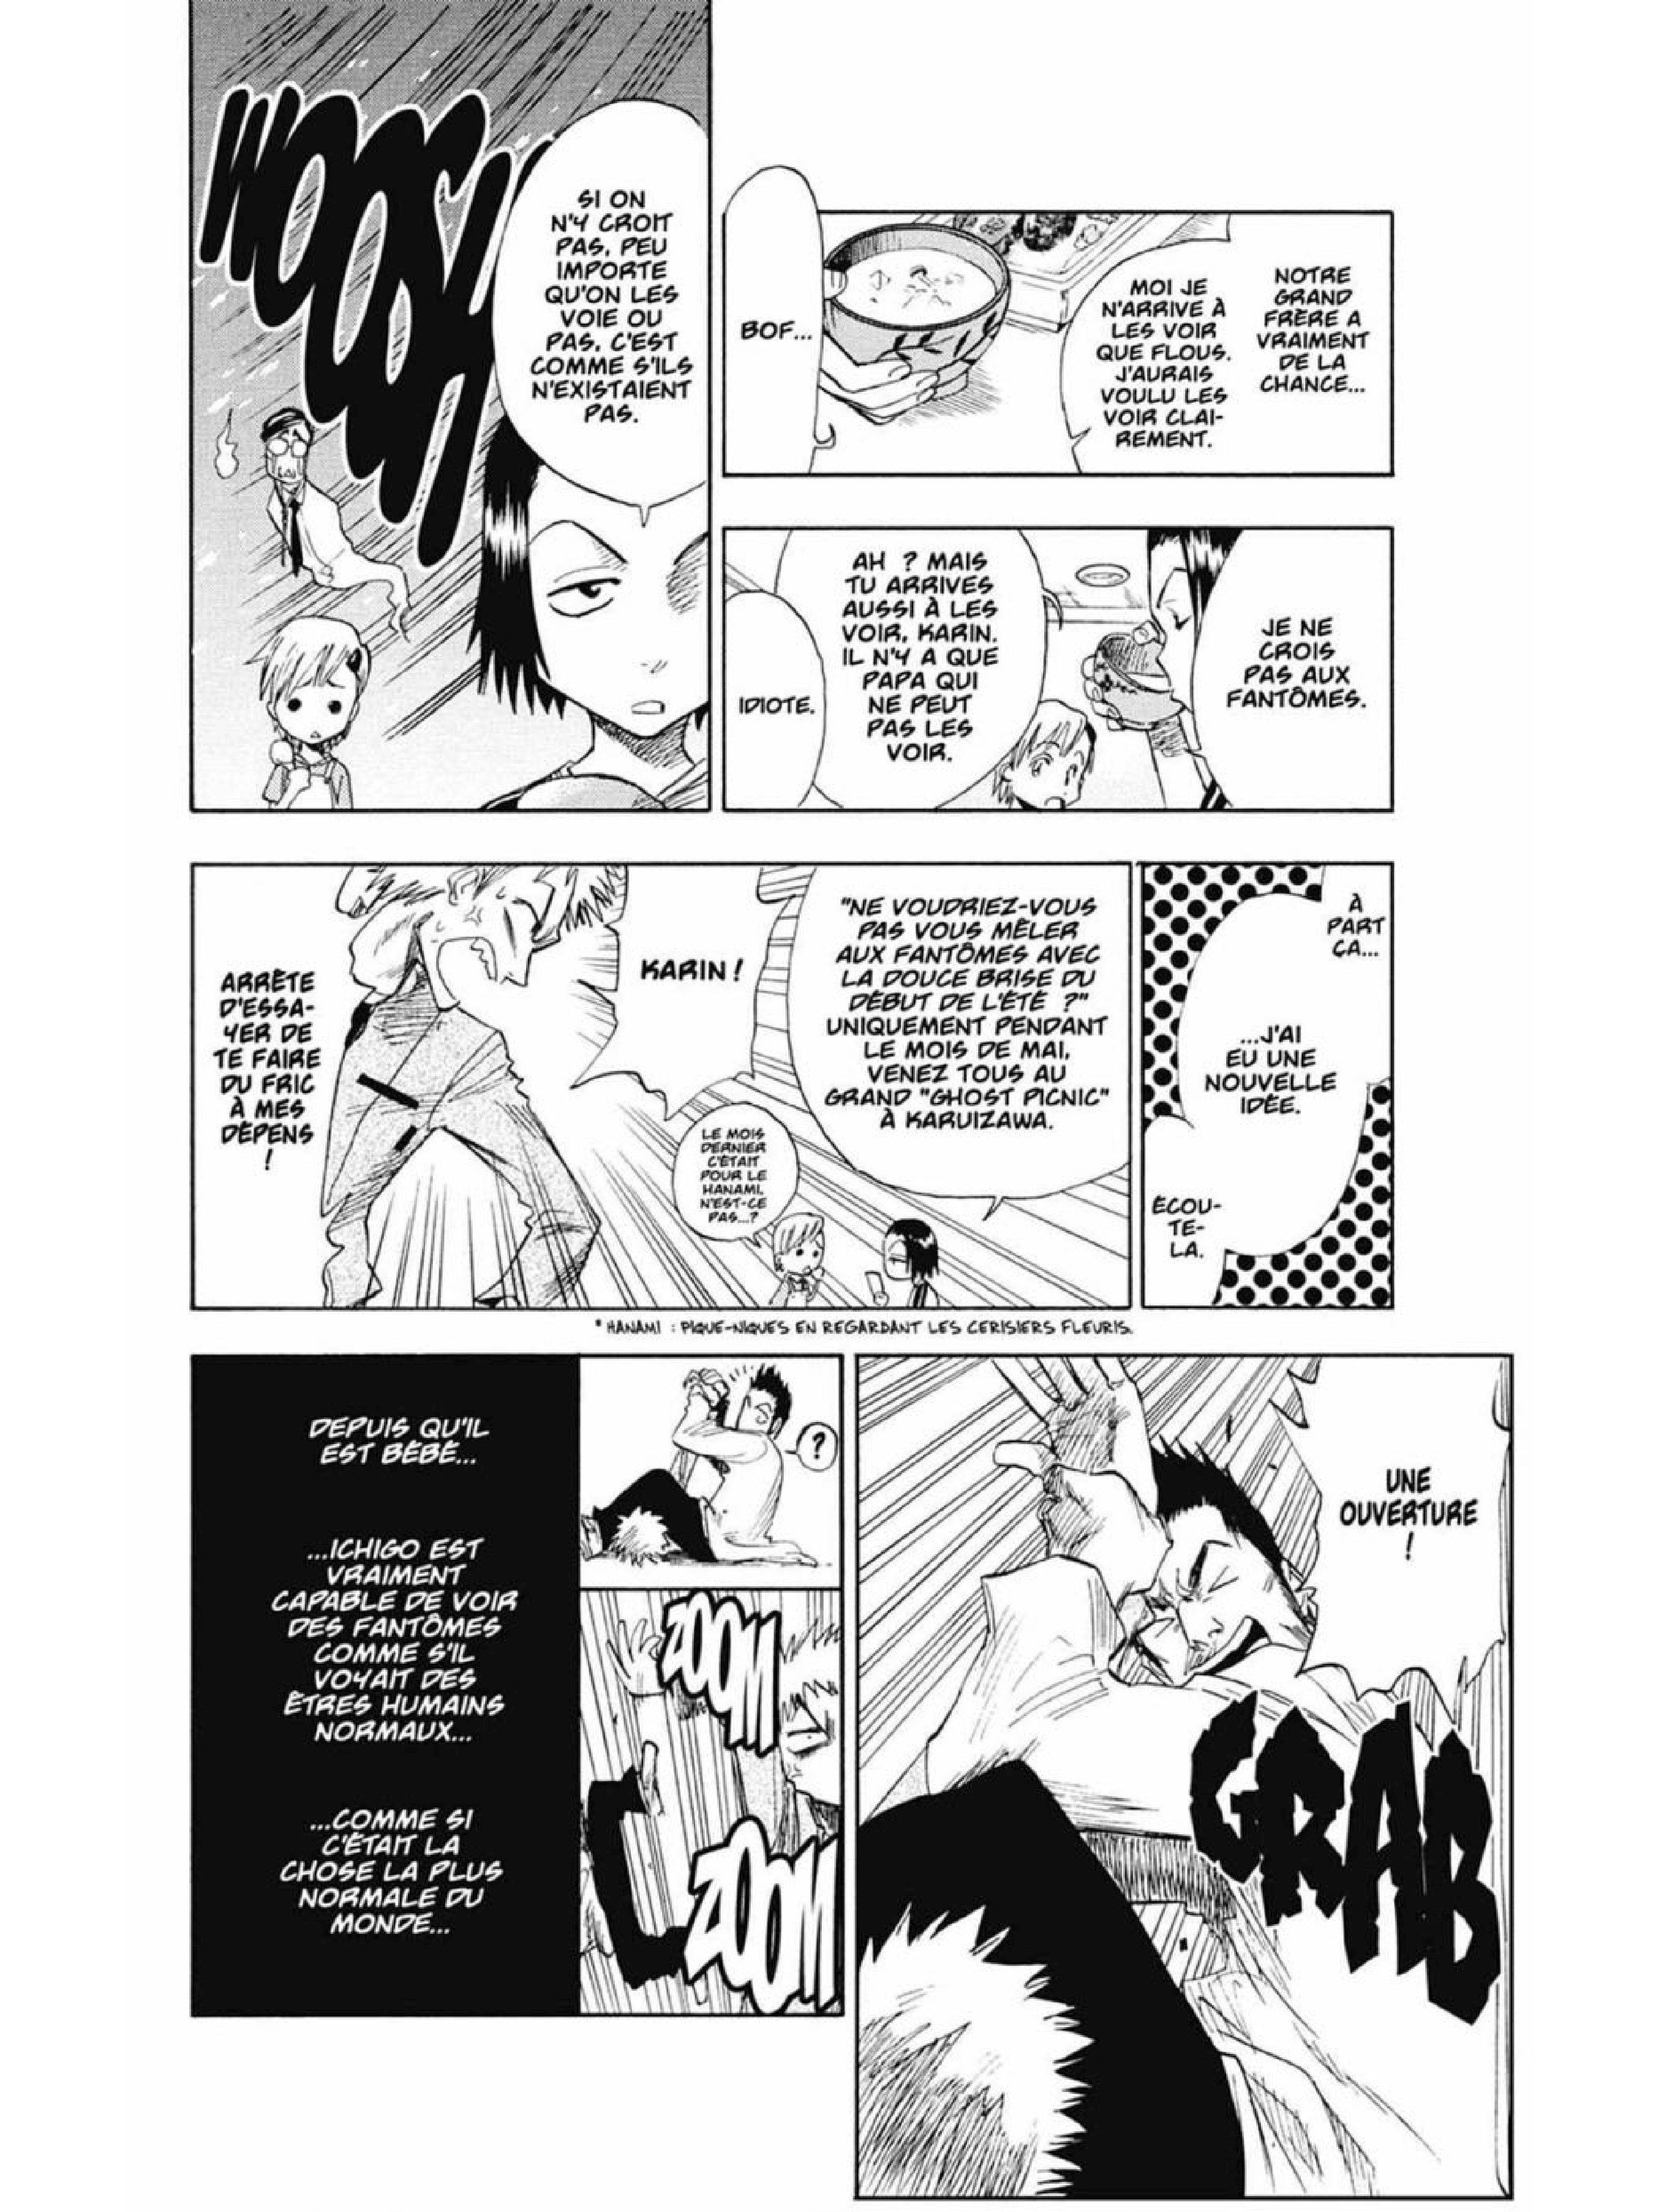 NOTRE
GRAND
FRÈRE A
VRAIMENT
DE LA
CHANCE...
MOI JE
N'ARRIVE À
LES VOIR
QUE FLOUS.
J'AURAIS
VOULU LES
VOIR CLAI-
REMENT.
BOF...
JE NE
CROIS
PAS AUX
FANTÔMES.
AH ? MAIS
TU ARRIVES
AUSSI À LES
VOIR, KARIN.
IL N'Y A QUE
PAPA QUI
NE PEUT
PAS LES
VOIR.
IDIOTE.
SI ON
N'Y CROIT
PAS, PEU
IMPORTE
QU'ON LES
VOIE OU
PAS. C'EST
COMME S'ILS
N'EXISTAIENT
PAS.
WOOSH
À
PART
ÇA...
...J'AI
EU UNE
NOUVELLE
IDÉE.
ÉCOU-
TE-
LA.
"NE VOUDRIEZ-VOUS
PAS VOUS MÊLER
AUX FANTÔMES AVEC
LA DOUCE BRISE DU
DÉBUT DE L'ÉTÉ ?"
UNIQUEMENT PENDANT
LE MOIS DE MAI,
VENEZ TOUS AU
GRAND "GHOST PICNIC"
À KARUIZAWA.
LE MOIS
DERNIER
C'ÉTAIT
POUR LE
HANAMI,
N'EST-CE
PAS...?
KARIN !
ARRÊTE
D'ESSA-
YER DE
TE FAIRE
DU FRIC
À MES
DÉPENS
!
* HANAMI : PIQUE-NIQUES EN REGARDANT LES CERISIERS FLEURIS.
UNE
OUVERTURE
!
GRAB
?
ZOOM
ZOOM
DEPUIS QU'IL
EST BÉBÉ...
...ICHIGO EST
VRAIMENT
CAPABLE DE VOIR
DES FANTÔMES
COMME S'IL
VOYAIT DES
ÊTRES HUMAINS
NORMAUX...
...COMME SI
C'ÉTAIT LA
CHOSE LA PLUS
NORMALE DU
MONDE...